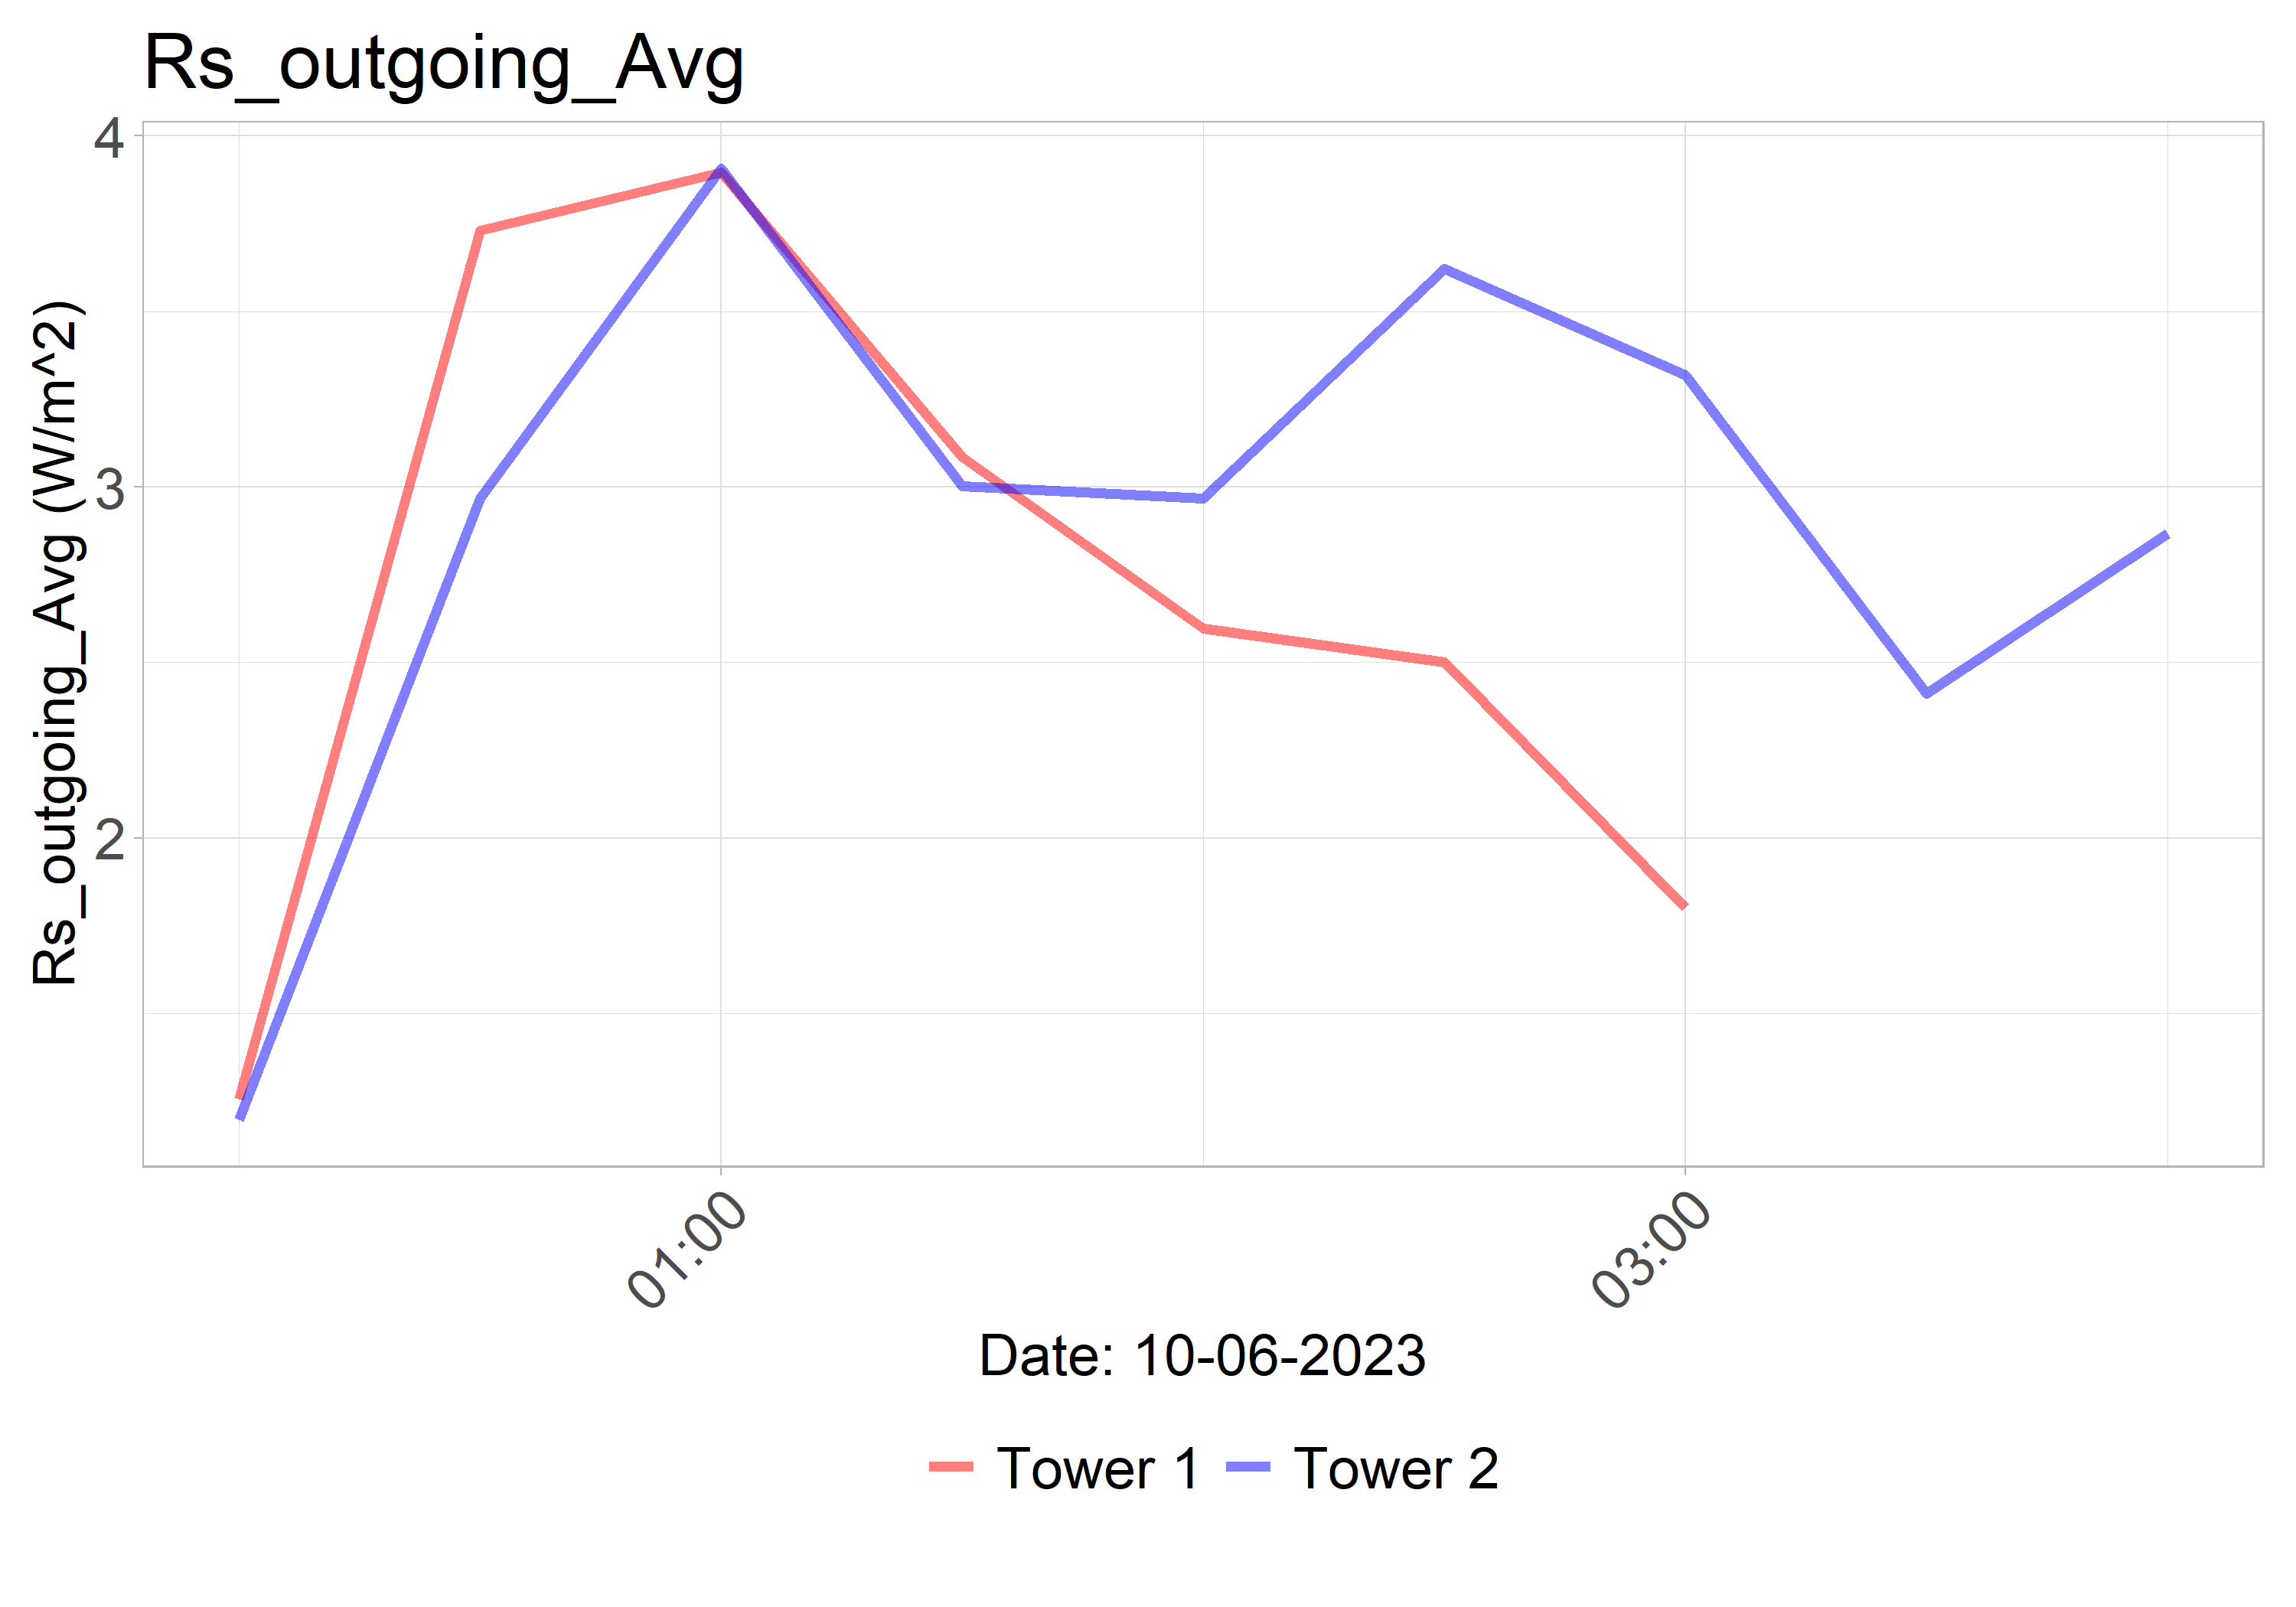 Rs_outgoing_Avg
Rs_outgoing_Avg (W/m^2)
4
3
2
01:00
03:00
Date: 10-06-2023
Tower 1
Tower 2